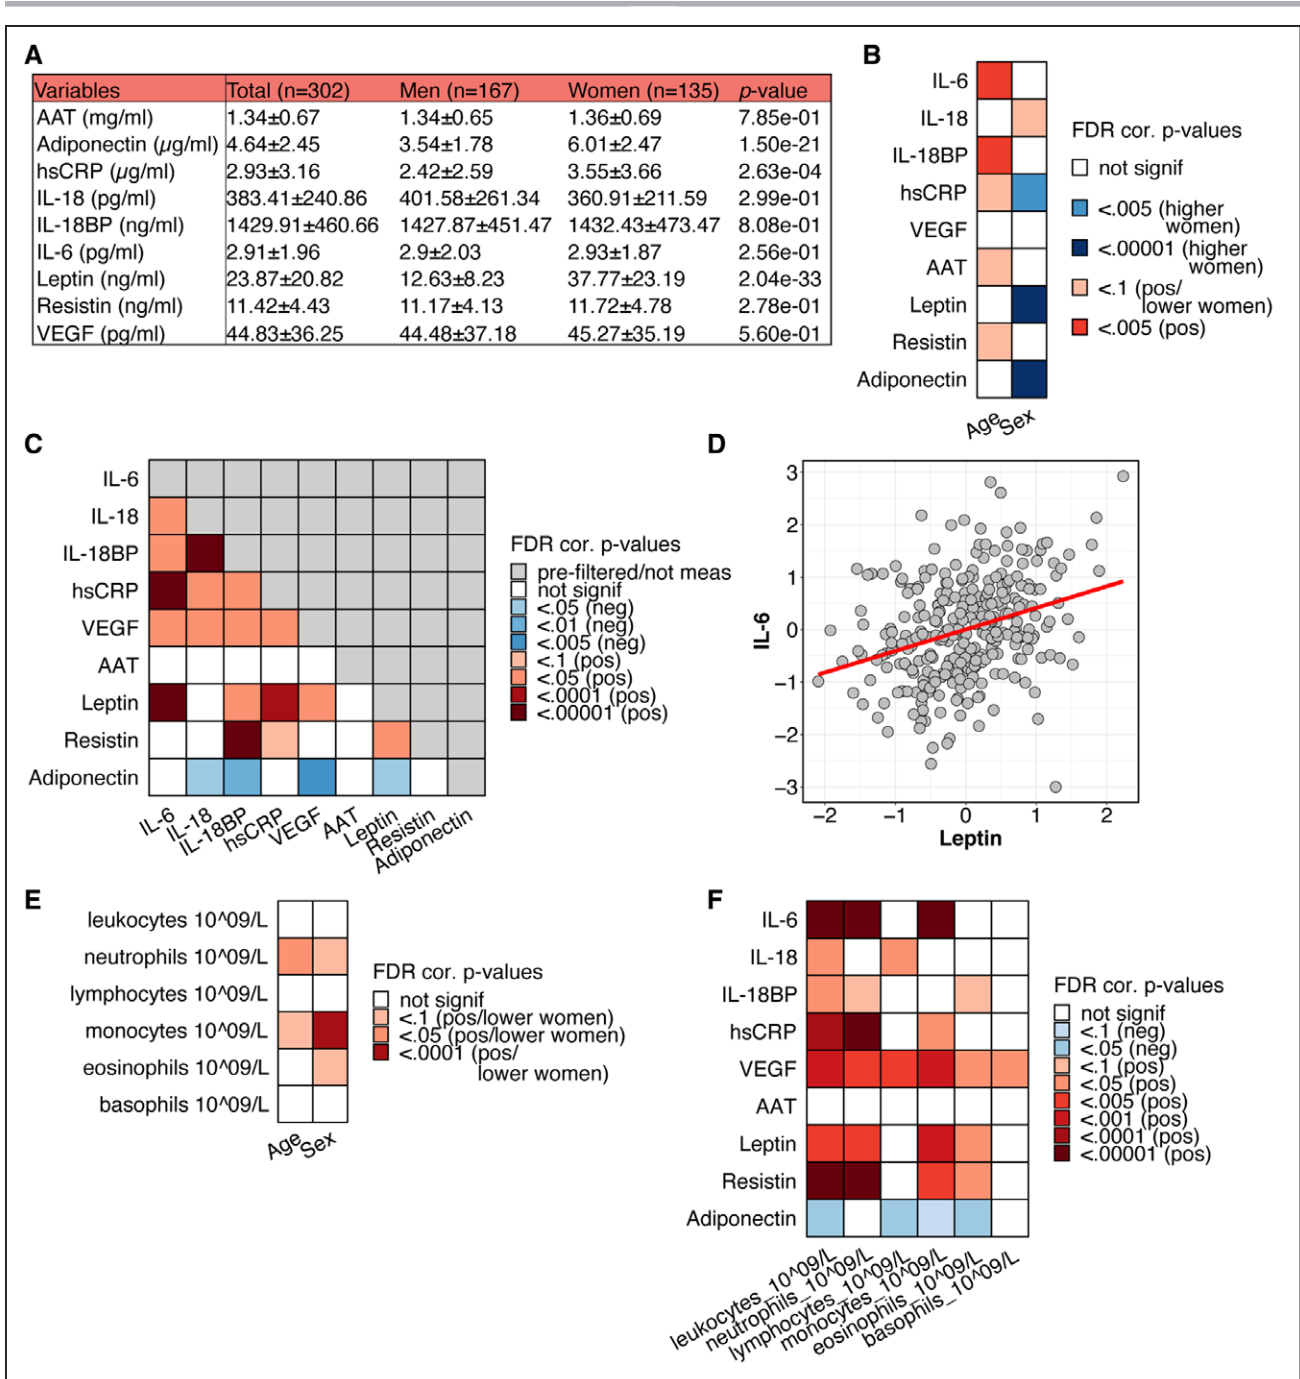 A
Variables Total (n=302) Men (n=167) Women (n=135) p-value
AAT (mg/ml) 1.34±0.67 1.34±0.65 1.36±0.69 7.85e-01
Adiponectin (µg/ml) 4.64±2.45 3.54±1.78 6.01±2.47 1.50e-21
hsCRP (µg/ml) 2.93±3.16 2.42±2.59 3.55±3.66 2.63e-04
IL-18 (pg/ml) 383.41±240.86 401.58±261.34 360.91±211.59 2.99e-01
IL-18BP (ng/ml) 1429.91±460.66 1427.87±451.47 1432.43±473.47 8.08e-01
IL-6 (pg/ml) 2.91±1.96 2.9±2.03 2.93±1.87 2.56e-01
Leptin (ng/ml) 23.87±20.82 12.63±8.23 37.77±23.19 2.04e-33
Resistin (ng/ml) 11.42±4.43 11.17±4.13 11.72±4.78 2.78e-01
VEGF (pg/ml) 44.83±36.25 44.48±37.18 45.27±35.19 5.60e-01
B
IL-6
IL-18
IL-18BP
hsCRP
VEGF
AAT
Leptin
Resistin
Adiponectin
Age
Sex
FDR cor. p-values
not signif
<.005 (higher
women)
<.00001 (higher
women)
<.1 (pos/
lower women)
<.005 (pos)
C
IL-6
IL-18
IL-18BP
hsCRP
VEGF
AAT
Leptin
Resistin
Adiponectin
IL-6
IL-18
IL-18BP
hsCRP
VEGF
AAT
Leptin
Resistin
Adiponectin
FDR cor. p-values
pre-filtered/not meas
not signif
<.05 (neg)
<.01 (neg)
<.005 (neg)
<.1 (pos)
<.05 (pos)
<.0001 (pos)
<.00001 (pos)
D
3
2
1
0
−1
−2
−3
IL-6
−2 −1 0 1 2
Leptin
E
leukocytes 10^09/L
neutrophils 10^09/L
lymphocytes 10^09/L
monocytes 10^09/L
eosinophils 10^09/L
basophils 10^09/L
Age
Sex
FDR cor. p-values
not signif
<.1 (pos/lower women)
<.05 (pos/lower women)
<.0001 (pos/
lower women)
F
IL-6
IL-18
IL-18BP
hsCRP
VEGF
AAT
Leptin
Resistin
Adiponectin
leukocytes_10^09/L
neutrophils_10^09/L
lymphocytes_10^09/L
monocytes_10^09/L
eosinophils_10^09/L
basophils_10^09/L
FDR cor. p-values
not signif
<.1 (neg)
<.05 (neg)
<.1 (pos)
<.05 (pos)
<.005 (pos)
<.001 (pos)
<.0001 (pos)
<.00001 (pos)